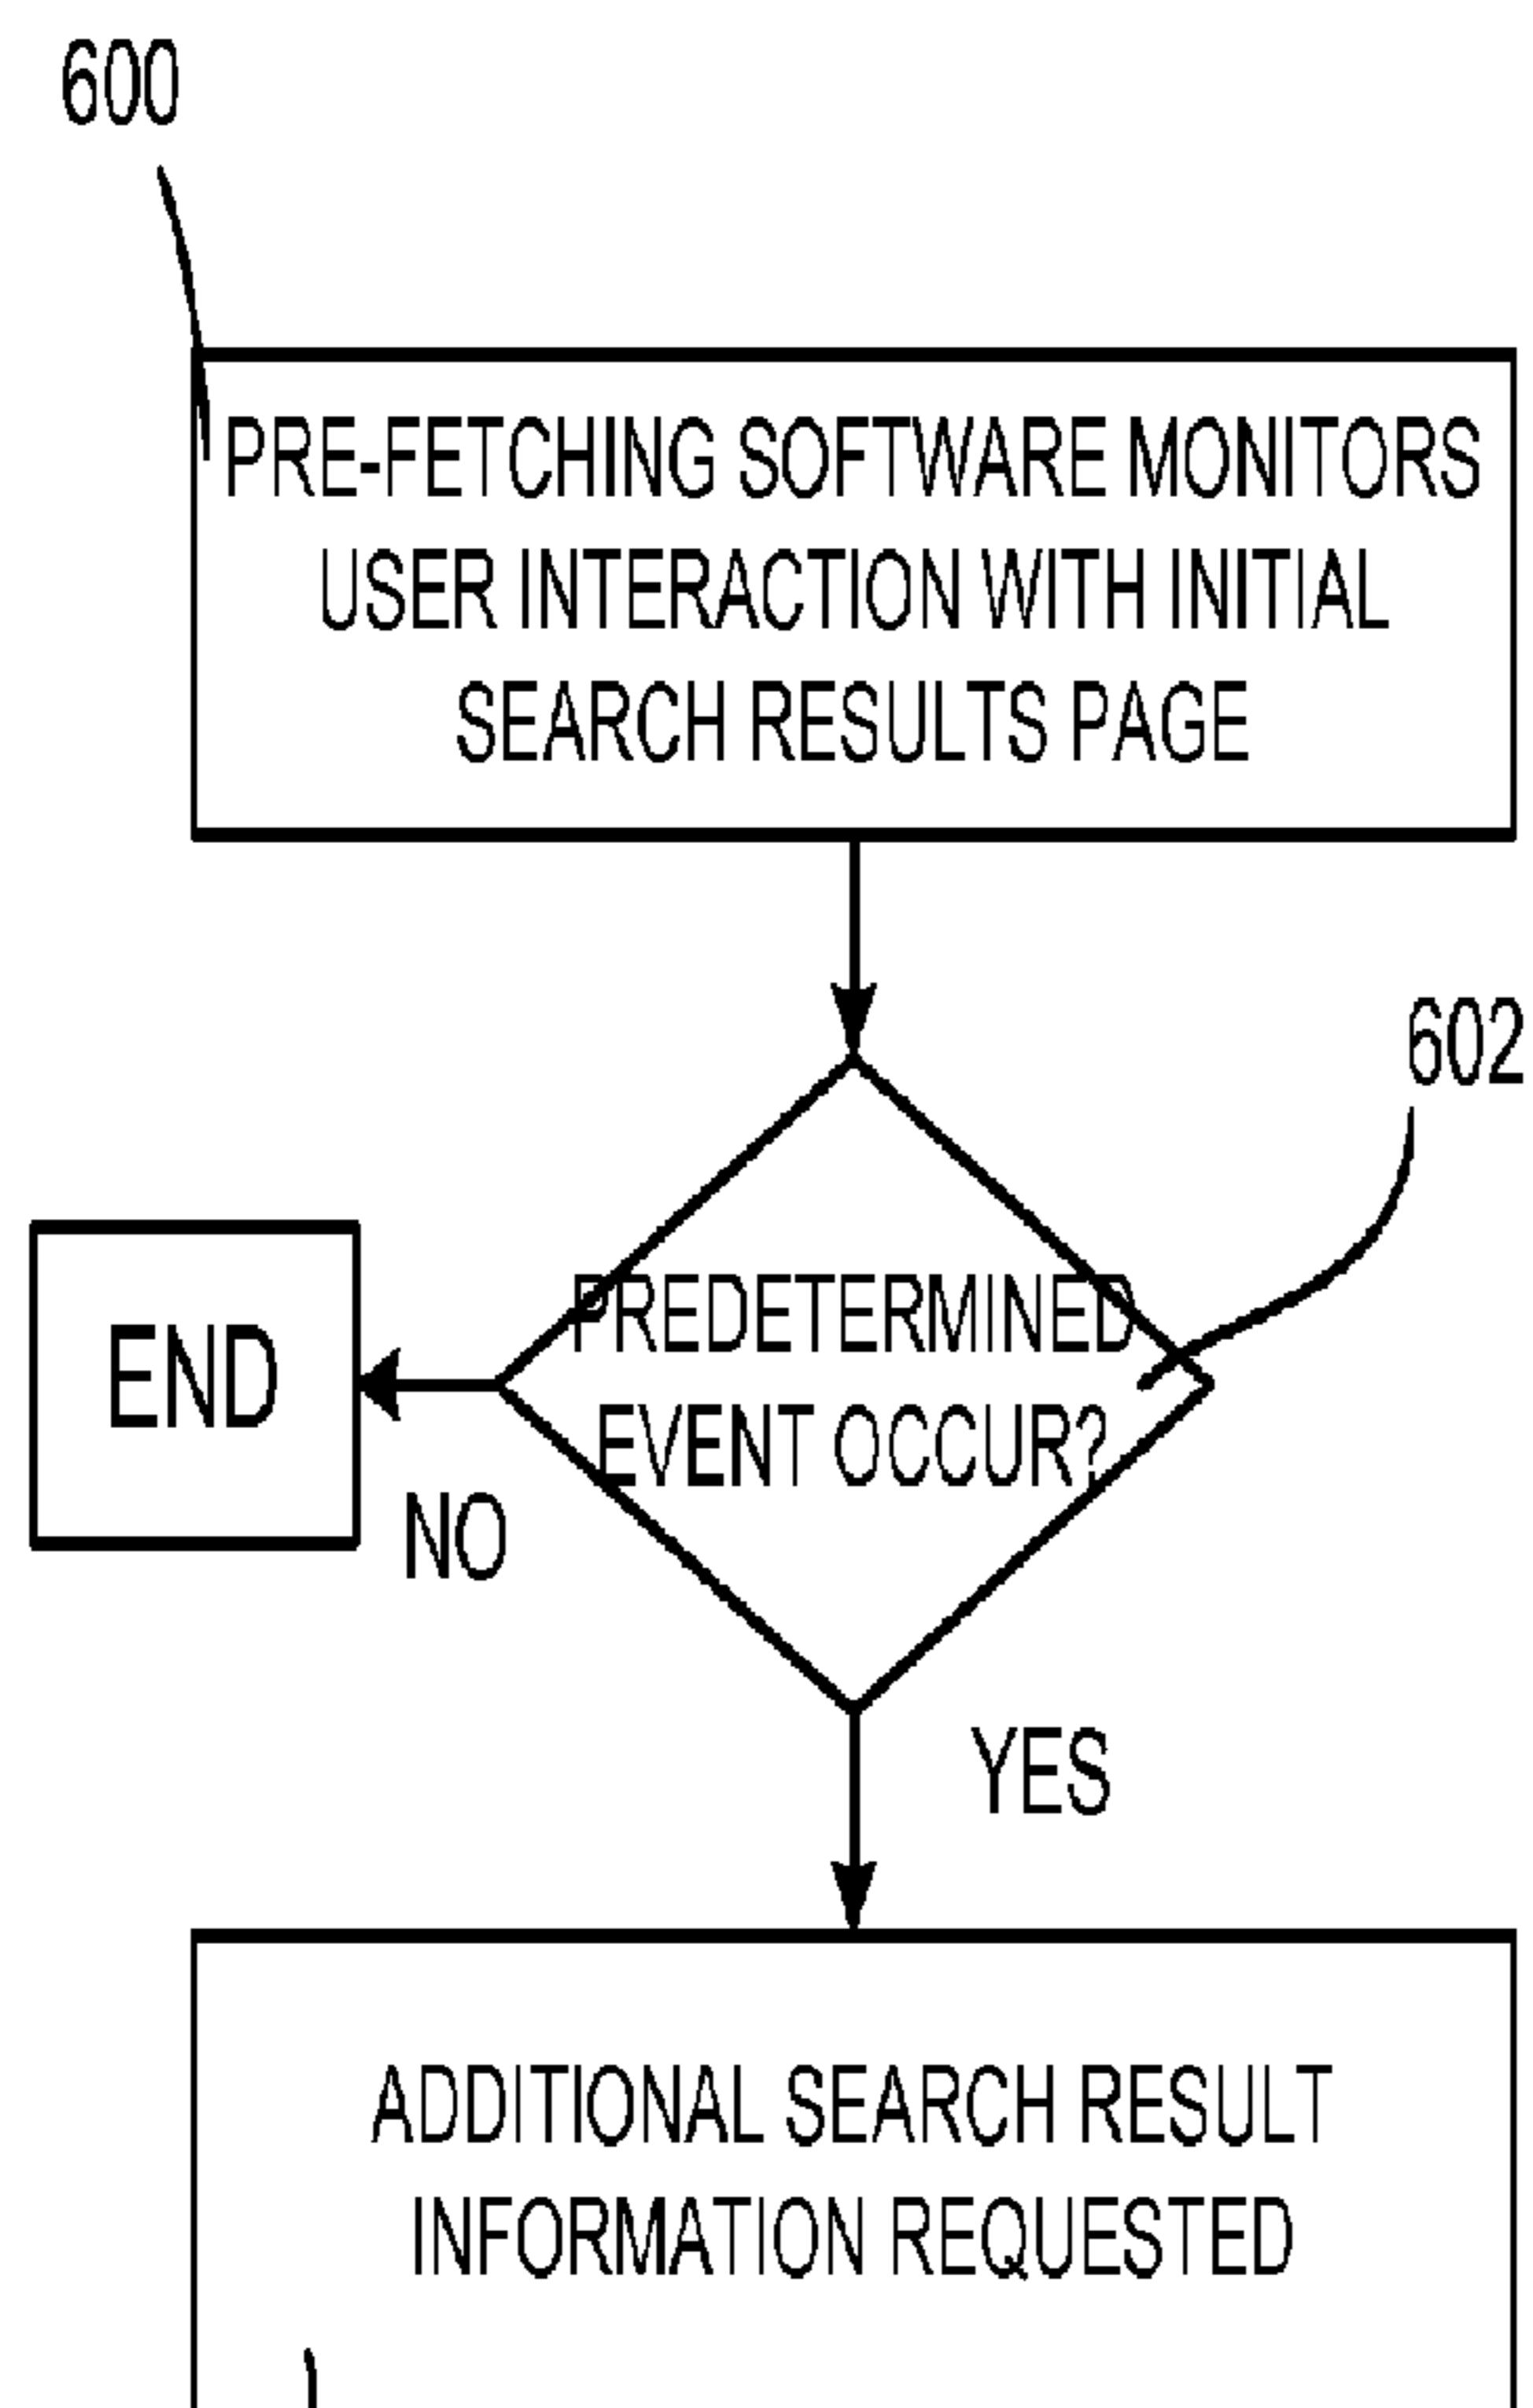 600
PRE-FETCHING SOFTWARE MONITORS
USER INTERACTION WITH INITIAL
SEARCH RESULTS PAGE
602
PREDETERMINED
EVENT OCCUR?
END
NO
YES
ADDITIONAL SEARCH RESULT
INFORMATION REQUESTED